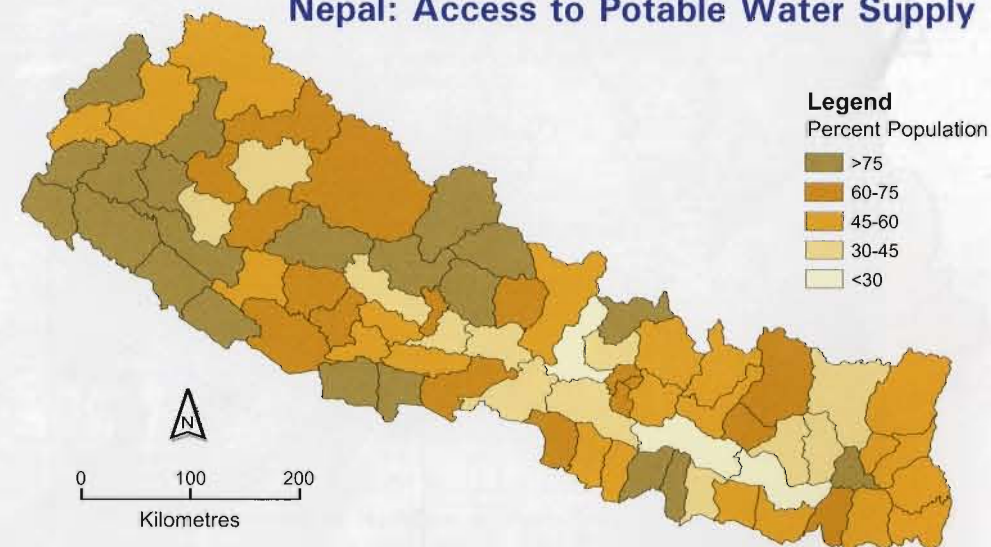 Nepal: Access to Potable Water Supply
Legend
Percent Population
>75
60-75
45-60
30-45
<30
N
0 100 200
Kilometres